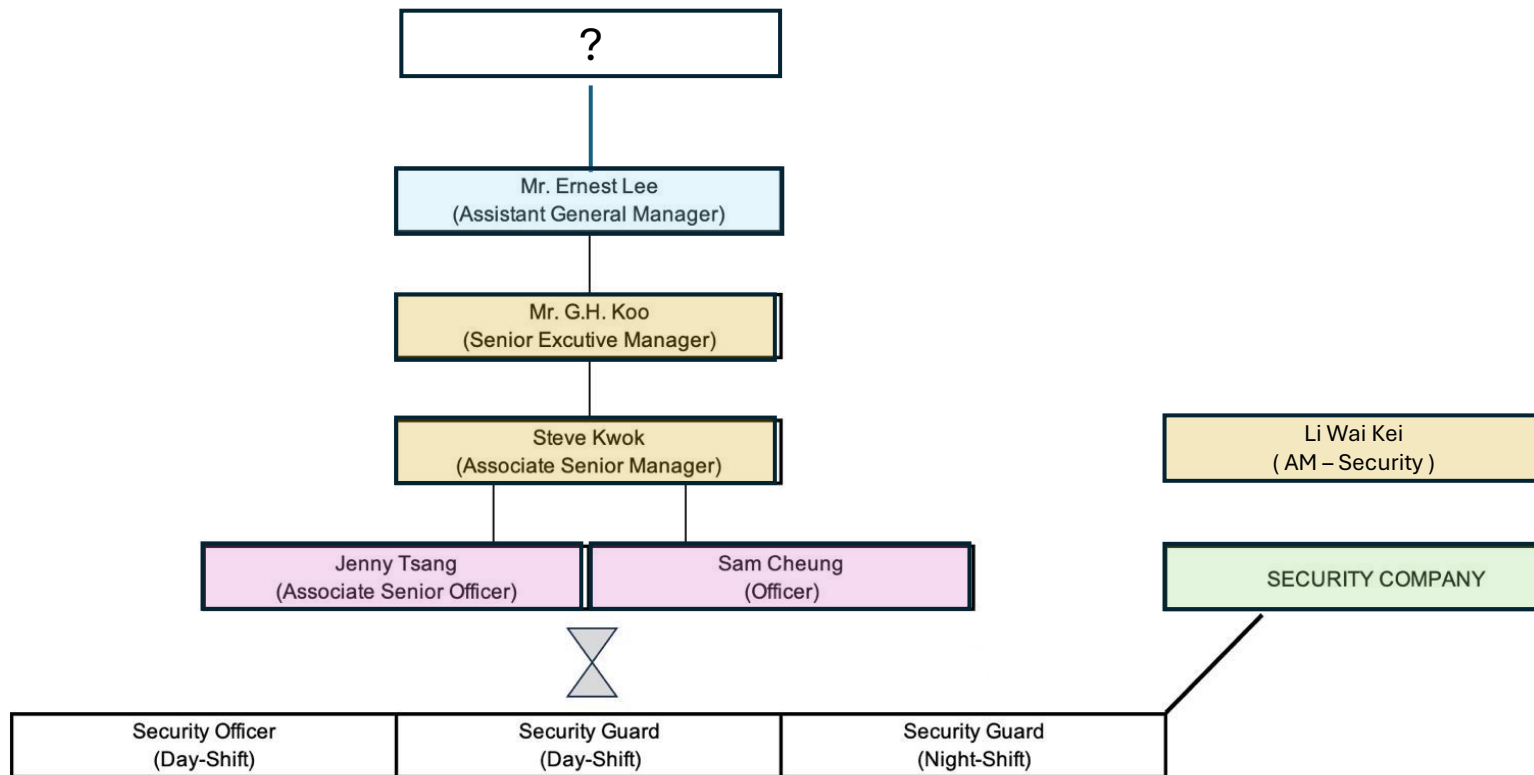 ?
Mr. Ernest Lee
(Assistant General Manager)
Mr. G.H. Koo
(Senior Excutive Manager)
Steve Kwok
(Associate Senior Manager)
Li Wai Kei
( AM – Security )
Jenny Tsang
(Associate Senior Officer)
Sam Cheung
(Officer)
SECURITY COMPANY
Security Officer
(Day-Shift)
Security Guard
(Day-Shift)
Security Guard
(Night-Shift)